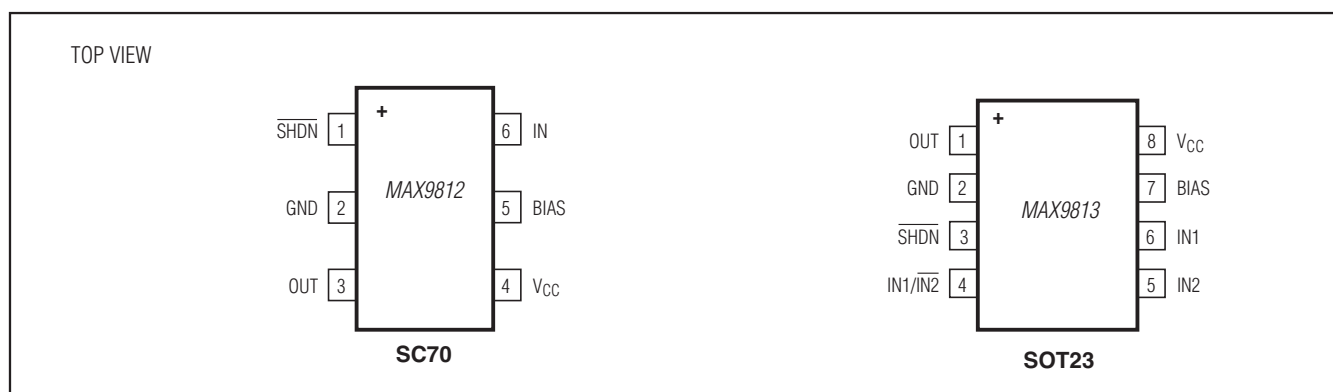 TOP VIEW
+
SHDN 1
6 IN
MAX9812
GND 2
5 BIAS
OUT 3
4 VCC
SC70
+
OUT 1
8 VCC
GND 2
7 BIAS
MAX9813
SHDN 3
6 IN1
IN1/IN2 4
5 IN2
SOT23